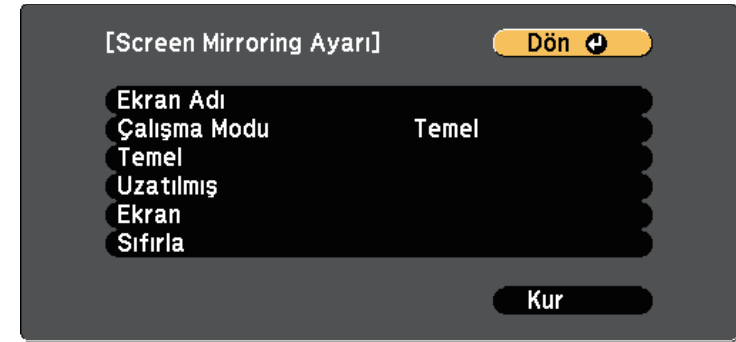 [Screen Mirroring Ayarı] Dön
Ekran Adı
Çalışma Modu Temel
Temel
Uzatılmış
Ekran
Sıfırla
Kur